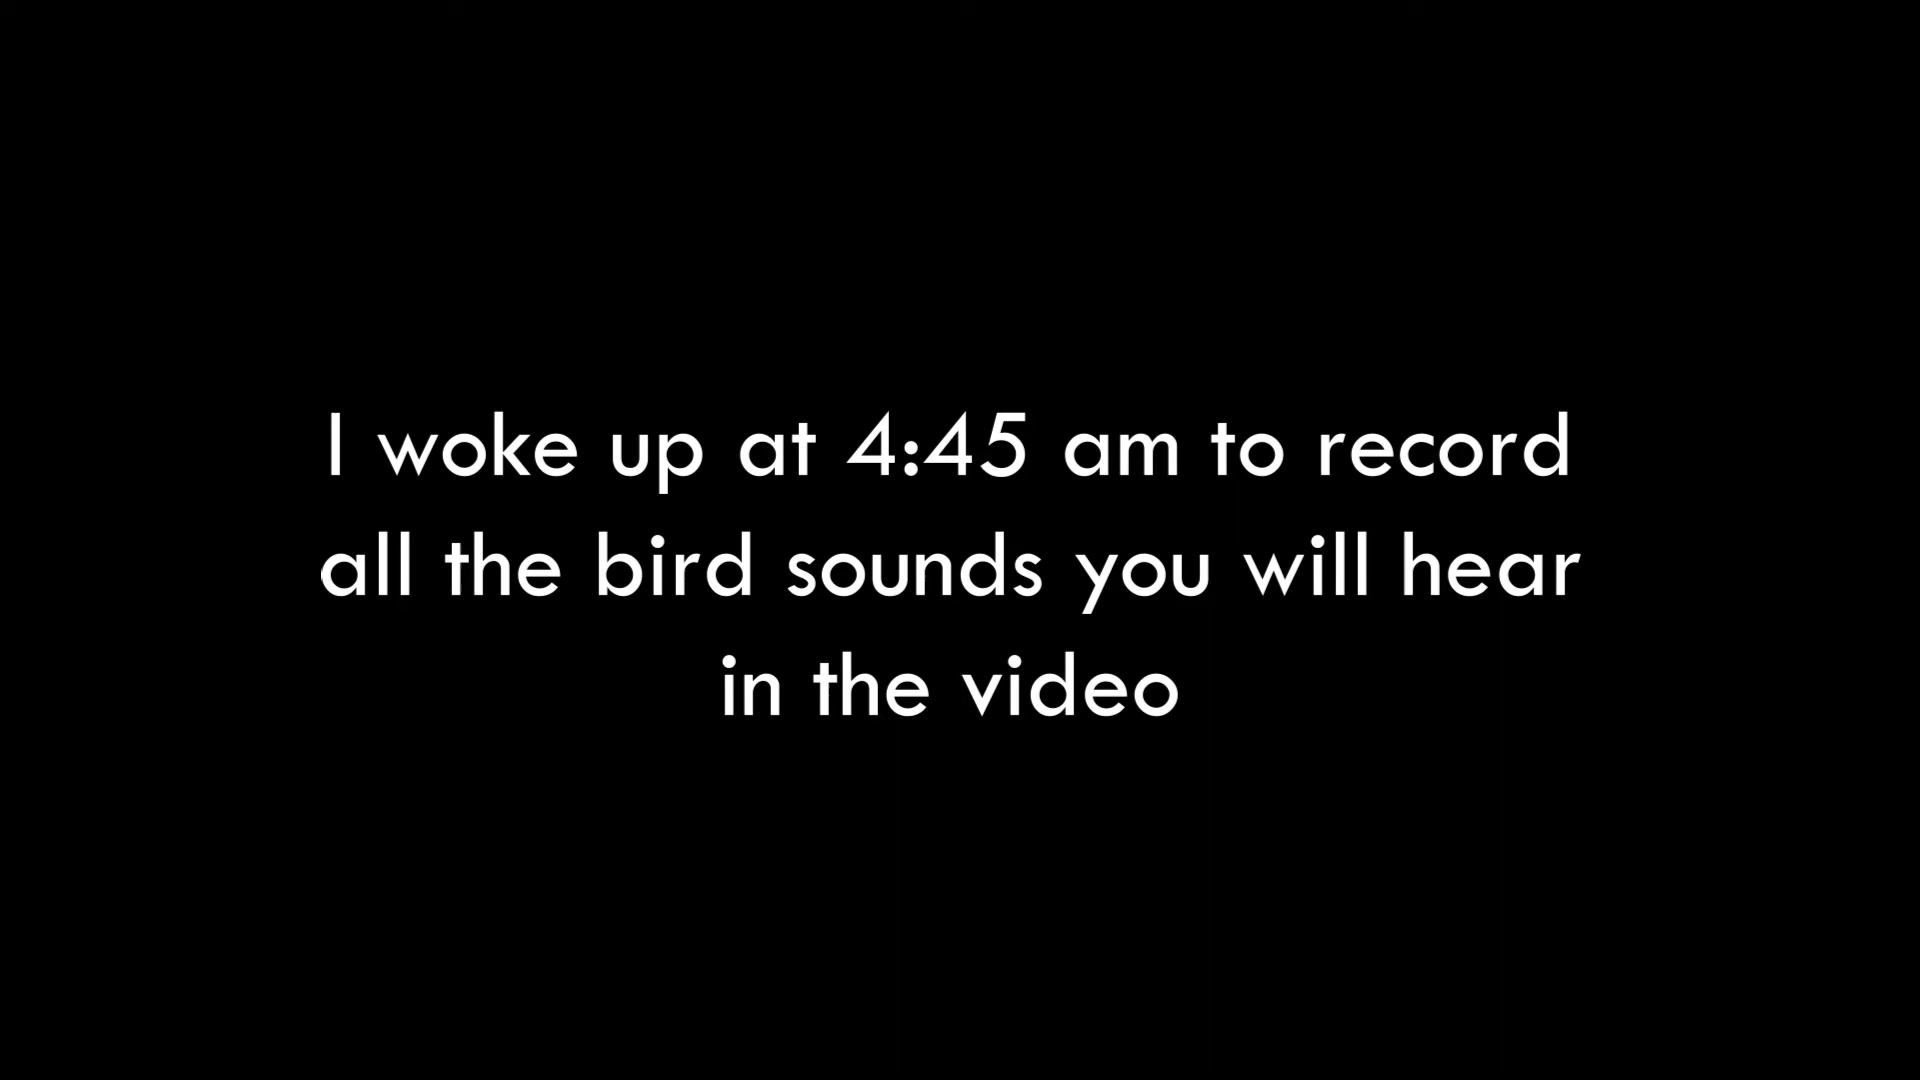 I woke up at 4:45 am to record
all the bird sounds you will hear
in the video